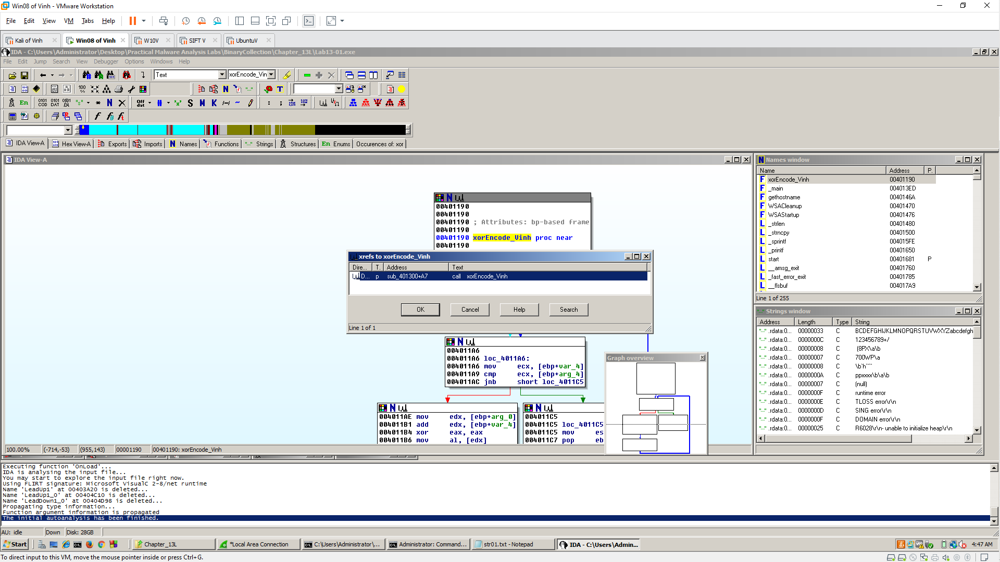 Win08 of Vinh - VMware Workstation
File Edit View VM Tabs Help
Kali of Vinh Win08 of Vinh W10V SIFT V UbuntuV
IDA - C:\Users\Administrator\Desktop\Practical Malware Analysis Labs\BinaryCollection\Chapter_13L\Lab13-01.exe
File Edit Jump Search View Debugger Options Windows Help
Text xorEncode_Vin
IDA View-A Hex View-A Exports Imports N Names Functions Strings Structures En Enums Occurences of: xor
IDA View-A
00401190
00401190
00401190 ; Attributes: bp-based frame
00401190
00401190 xorEncode_Vinh proc near
00401190
xrefs to xorEncode_Vinh
Dire... T. Address Text
D... p sub_401300+A7 call xorEncode_Vinh
OK Cancel Help Search
Line 1 of 1
004011A6
004011A6 loc_4011A6:
004011A6 mov ecx, [ebp+var_4]
004011A9 cmp ecx, [ebp+arg_4]
004011AC jnb short loc_4011C5
004011AE mov edx, [ebp+arg_0]
004011B1 add edx, [ebp+var_4]
004011B4 xor eax, eax
004011B6 mov al, [edx]
004011C5
004011C5 loc_4011C5
004011C5 mov es
004011C7 pop eb
Graph overview
100.00% (-714,-53) (955,143) 00001190 00401190: xorEncode_Vinh
Names window
Name Address P.
F xorEncode_Vinh 00401190
F _main 004013ED
F gethostname 0040146A
F WSACleanup 00401470
F WSAStartup 00401476
L _strlen 00401480
L _strncpy 00401500
L _sprintf 004015FE
L _printf 00401650
L start 00401681 P
L __amsg_exit 00401760
L _fast_error_exit 00401785
L __flsbuf 004017A9
Line 1 of 255
Strings window
Address Length Type String
.rdata:0... 00000033 C BCDEFGHIJKLMNOPQRSTUVWXYZabcdefgh
.rdata:0... 0000000C C 123456789+/
.rdata:0... 00000008 C (8PX\a\b
.rdata:0... 00000007 C 700WP\a
.rdata:0... 00000008 C \b`h````
.rdata:0... 0000000A C ppxxxx\b\a\b
.rdata:0... 00000007 C (null)
.rdata:0... 0000000F C runtime error
.rdata:0... 0000000E C TLOSS error\r\n
.rdata:0... 0000000D C SING error\r\n
.rdata:0... 0000000F C DOMAIN error\r\n
.rdata:0... 00000025 C R6028\r\n- unable to initialize heap\r\n
Executing function 'OnLoad'...
IDA is analysing the input file...
You may start to explore the input file right now.
Using FLIRT signature: Microsoft VisualC 2-8/net runtime
Name 'LeadUp1' at 00403A20 is deleted...
Name 'LeadUp1_0' at 00404C10 is deleted...
Name 'LeadDown1_0' at 00404D98 is deleted...
Propagating type information...
Function argument information is propagated
The initial autoanalysis has been finished.
AU: idle Down Disk: 28GB
Start Chapter_13L *Local Area Connection C:\Users\Administrator\... Administrator: Command... str01.txt - Notepad IDA - C:\Users\Admin... 4:47 AM
To direct input to this VM, move the mouse pointer inside or press Ctrl+G.